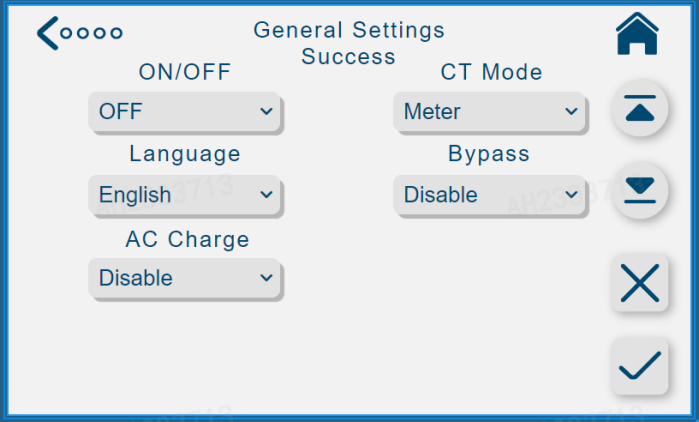 General Settings
Success
ON/OFF
CT Mode
OFF
Meter
Language
Bypass
English
Disable
AC Charge
Disable